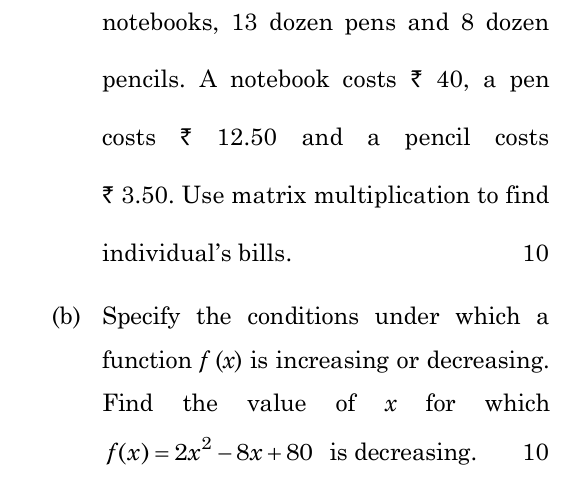 notebooks, 13 dozen pens and 8 dozen
pencils. A notebook costs ₹ 40, a pen
costs ₹ 12.50 and a pencil costs
₹ 3.50. Use matrix multiplication to find
individual’s bills. 10
(b) Specify the conditions under which a
function f (x) is increasing or decreasing.
Find the value of x for which
f(x) = 2x² – 8x + 80 is decreasing. 10